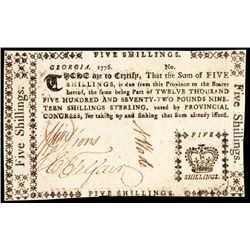 FIVE SHILLINGS.
GEORGIA. 1776. No.
THESE are to Certify, That the Sum of FIVE
SHILLINGS, is due from this Province to the Bearer
hereof, the same being Part of TWELVE THOUSAND
FIVE HUNDRED AND SEVENTY-TWO POUNDS NINE-
TEEN SHILLINGS STERLING, voted by PROVINCIAL
CONGRESS, for taking up and sinking that Sum already issued.
Five Shillings.
Five Shillings.
FIVE
SHILLINGS.
FIVE SHILLINGS.